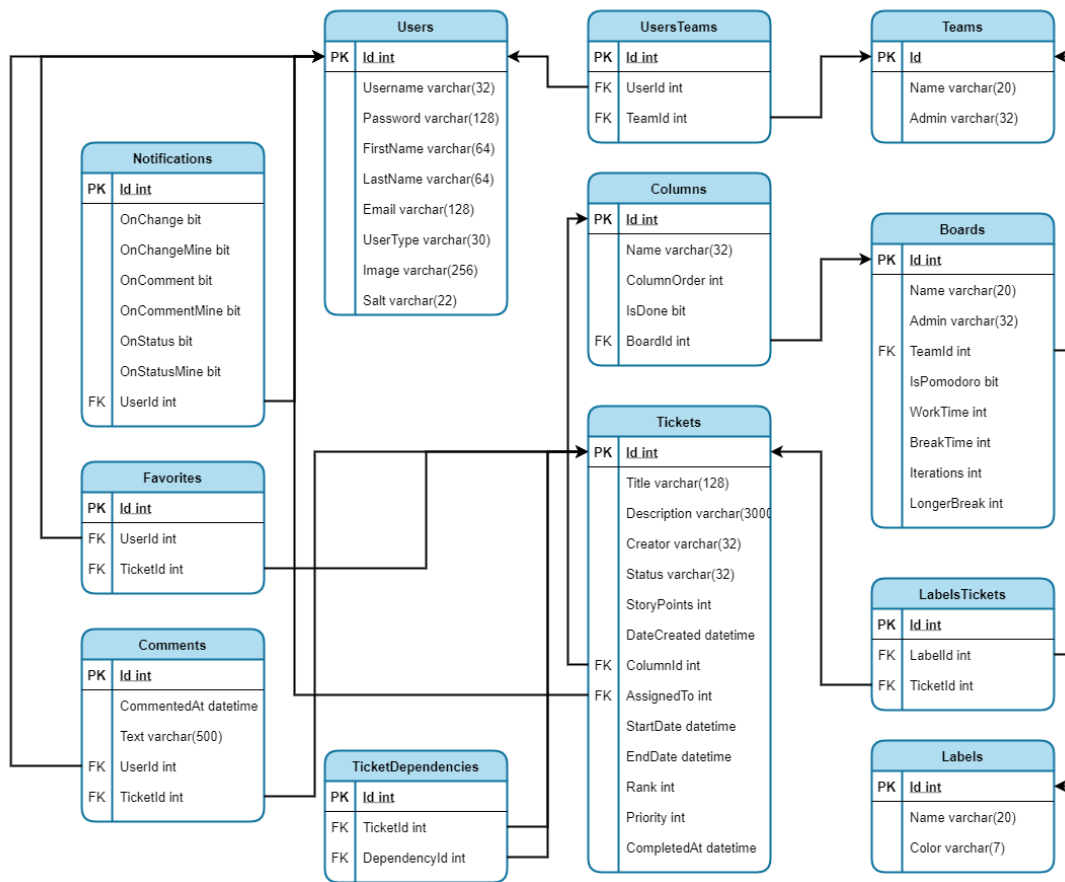 Users
PK Id int
Username varchar(32)
Password varchar(128)
FirstName varchar(64)
LastName varchar(64)
Email varchar(128)
UserType varchar(30)
Image varchar(256)
Salt varchar(22)
UsersTeams
PK Id int
FK UserId int
FK TeamId int
Teams
PK Id
Name varchar(20)
Admin varchar(32)
Notifications
PK Id int
OnChange bit
OnChangeMine bit
OnComment bit
OnCommentMine bit
OnStatus bit
OnStatusMine bit
FK UserId int
Columns
PK Id int
Name varchar(32)
ColumnOrder int
IsDone bit
FK BoardId int
Boards
PK Id int
Name varchar(20)
Admin varchar(32)
FK TeamId int
IsPomodoro bit
WorkTime int
BreakTime int
Iterations int
LongerBreak int
Favorites
PK Id int
FK UserId int
FK TicketId int
Tickets
PK Id int
Title varchar(128)
Description varchar(3000
Creator varchar(32)
Status varchar(32)
StoryPoints int
DateCreated datetime
FK ColumnId int
FK AssignedTo int
StartDate datetime
EndDate datetime
Rank int
Priority int
CompletedAt datetime
LabelsTickets
PK Id int
FK LabelId int
FK TicketId int
Comments
PK Id int
CommentedAt datetime
Text varchar(500)
FK UserId int
FK TicketId int
TicketDependencies
PK Id int
FK TicketId int
FK DependencyId int
Labels
PK Id int
Name varchar(20)
Color varchar(7)